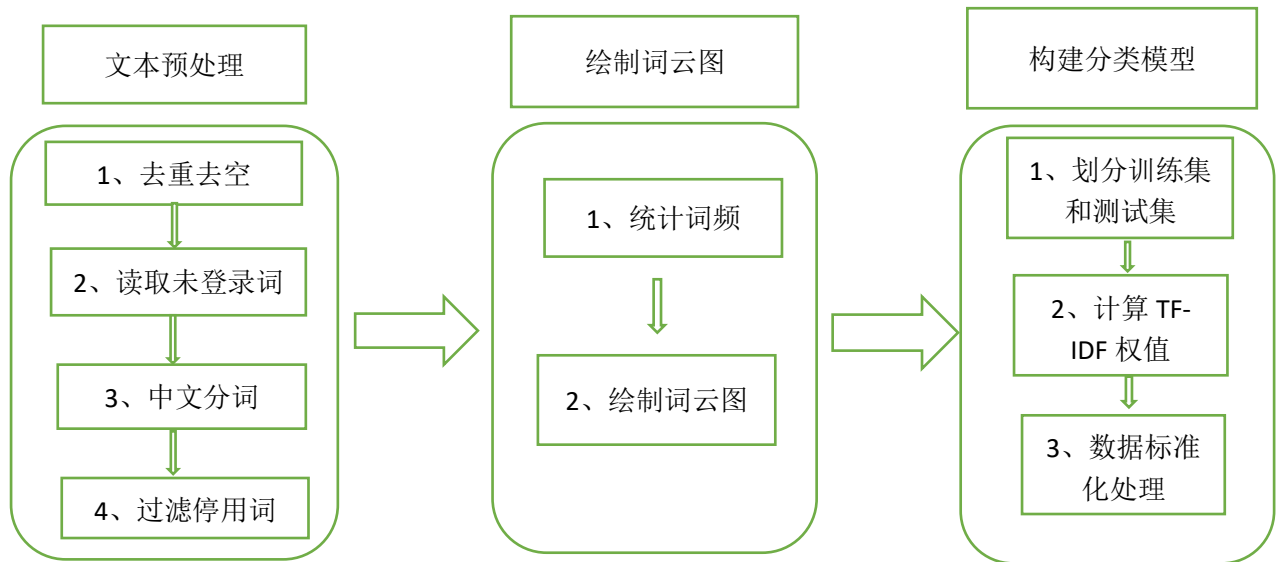 文本预处理
1、去重去空
2、读取未登录词
3、中文分词
4、过滤停用词
绘制词云图
1、统计词频
2、绘制词云图
构建分类模型
1、划分训练集
和测试集
2、计算 TF-
IDF 权值
3、数据标准
化处理